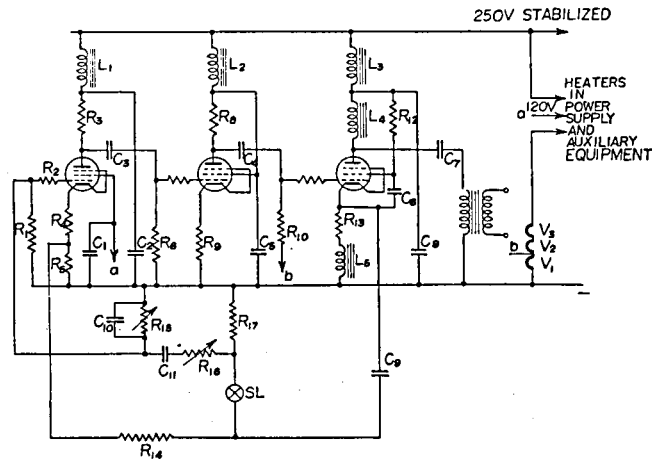 250V STABILIZED
L1
L2
L3
HEATERS
IN
POWER
SUPPLY
AND
AUXILIARY
EQUIPMENT
a 120V
R3
R8
L4
R12
C3
C4
C7
R2
C6
R1
R5
C1
a
C2
R6
R9
C5
R10
b
R13
L5
C9
b
V3
V2
V1
C10
R15
R17
C11
R16
C9
SL
R14